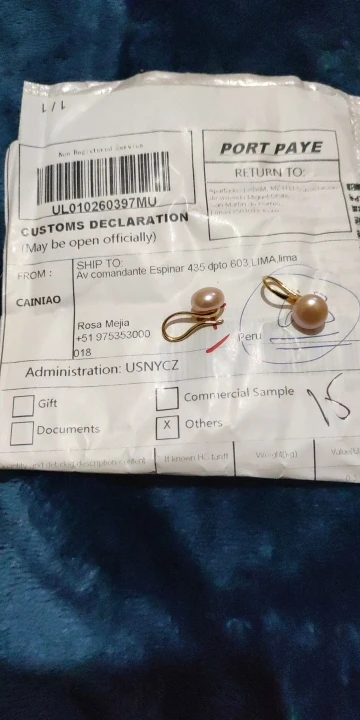 1/1
Non Registered Service
UL010260397MU
CUSTOMS DECLARATION
(May be open officially)
PORT PAYE
RETURN TO:
FROM :
CAINIAO
SHIP TO:
Av comandante Espinar 435 dpto 603,LIMA,lima
Rosa Mejia
+51 975353000
018
Peru
Administration: USNYCZ
Gift
Commercial Sample
Documents
X Others
15